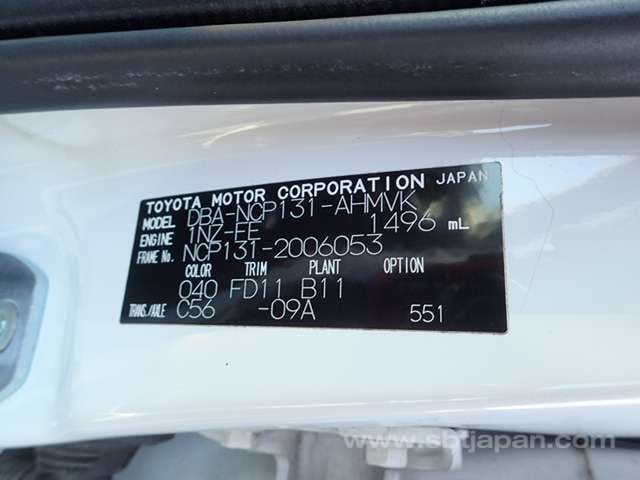 TOYOTA MOTOR CORPORATION JAPAN
MODEL DBA-NCP131-AHMVK
ENGINE 1NZ-FE 1496 mL
FRAME No. NCP131-2006053
COLOR TRIM PLANT OPTION
040 FD11 B11
TRANS./AXLE C56 -09A 551
www.sbtjapan.com